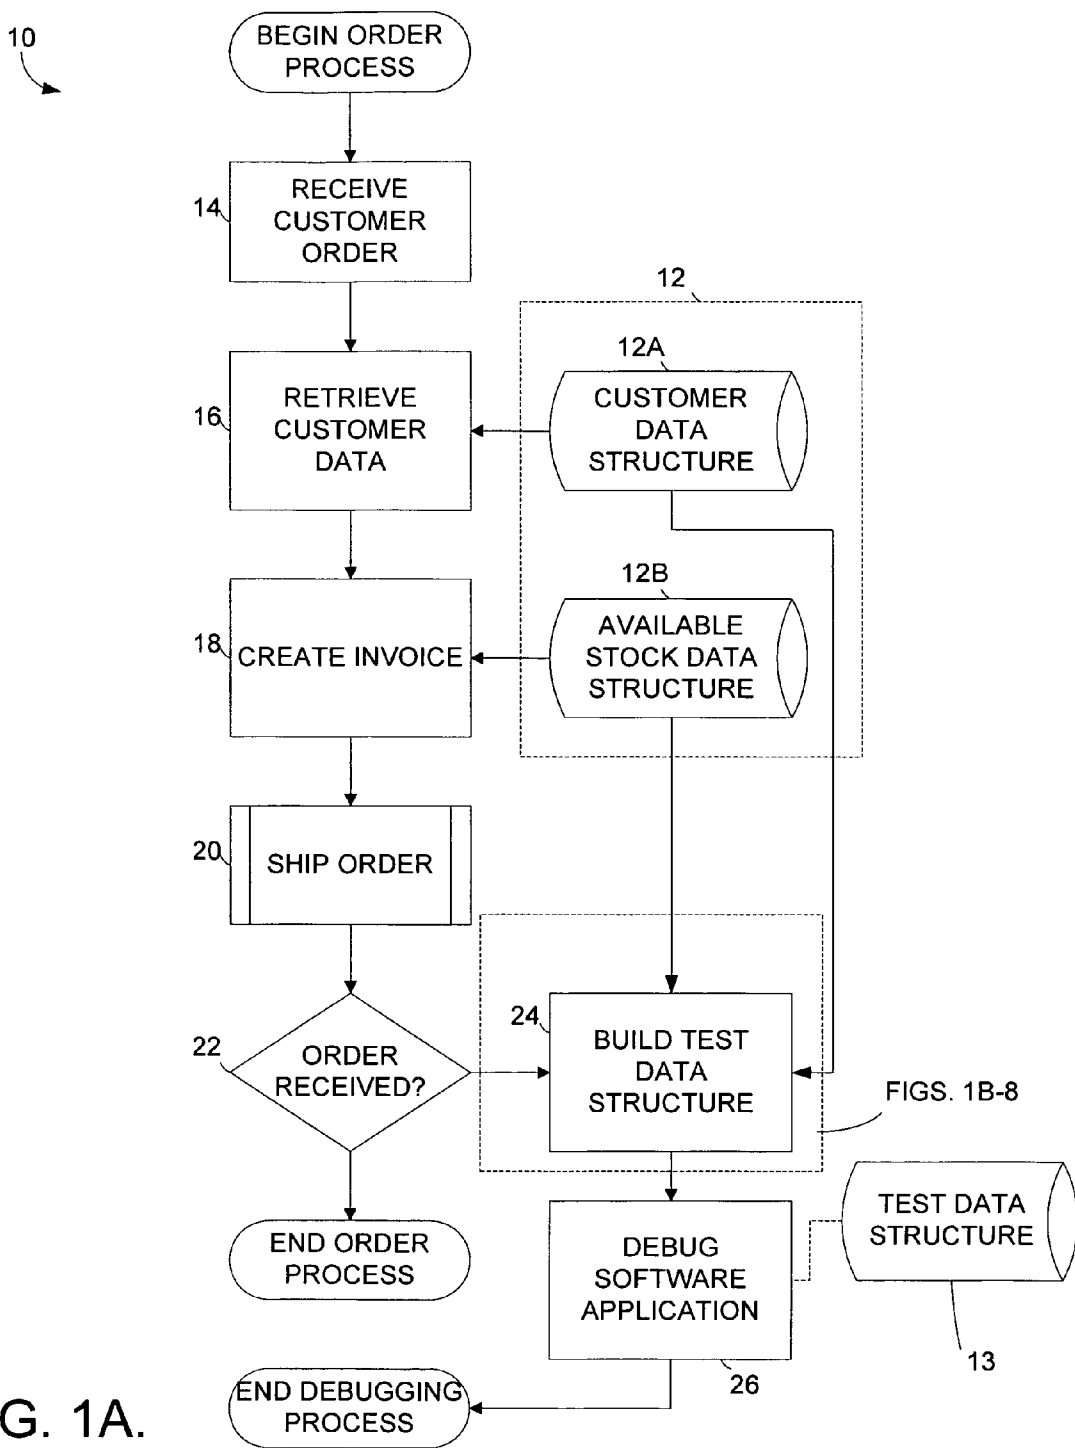 10
BEGIN ORDER
PROCESS
14
RECEIVE
CUSTOMER
ORDER
12
16
RETRIEVE
CUSTOMER
DATA
12A
CUSTOMER
DATA
STRUCTURE
18
CREATE INVOICE
12B
AVAILABLE
STOCK DATA
STRUCTURE
20
SHIP ORDER
22
ORDER
RECEIVED?
24
BUILD TEST
DATA
STRUCTURE
FIGS. 1B-8
END ORDER
PROCESS
DEBUG
SOFTWARE
APPLICATION
26
TEST DATA
STRUCTURE
13
END DEBUGGING
PROCESS
G. 1A.